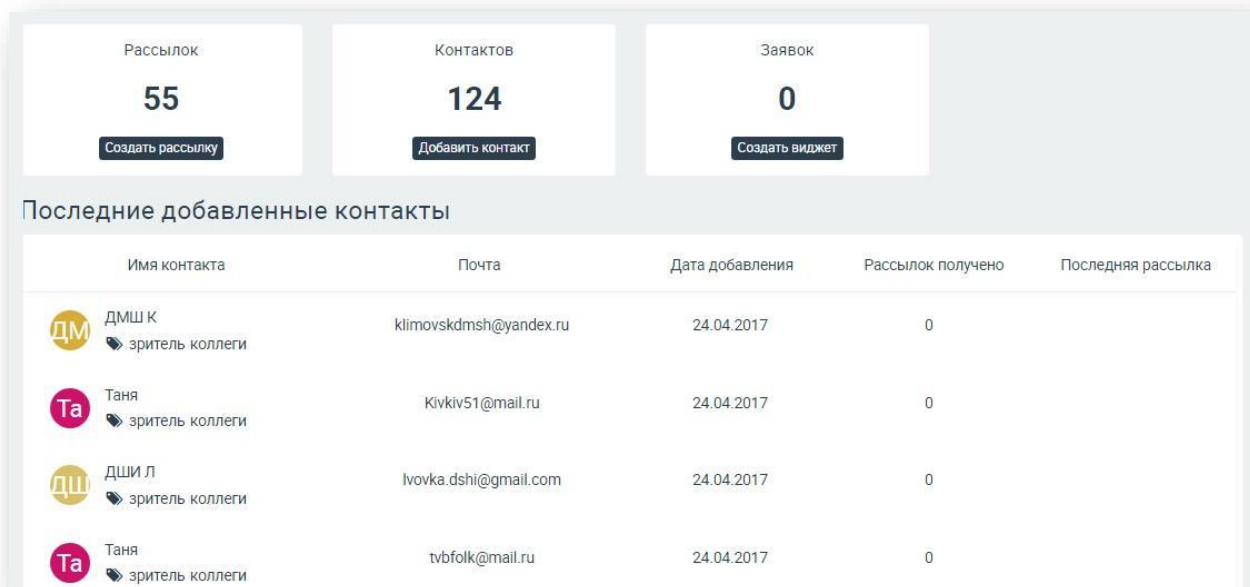 Рассылок Контактов Заявок
55 124 0
Создать рассылку Добавить контакт Создать виджет
Последние добавленные контакты
Имя контакта Почта Дата добавления Рассылок получено Последняя рассылка
ДМ ДМШ К klimovskdmsh@yandex.ru 24.04.2017 0
зритель коллеги
Та Таня Kivkiv51@mail.ru 24.04.2017 0
зритель коллеги
ДШ ДШИ Л lvovka.dshi@gmail.com 24.04.2017 0
зритель коллеги
Та Таня tvbfolk@mail.ru 24.04.2017 0
зритель коллеги